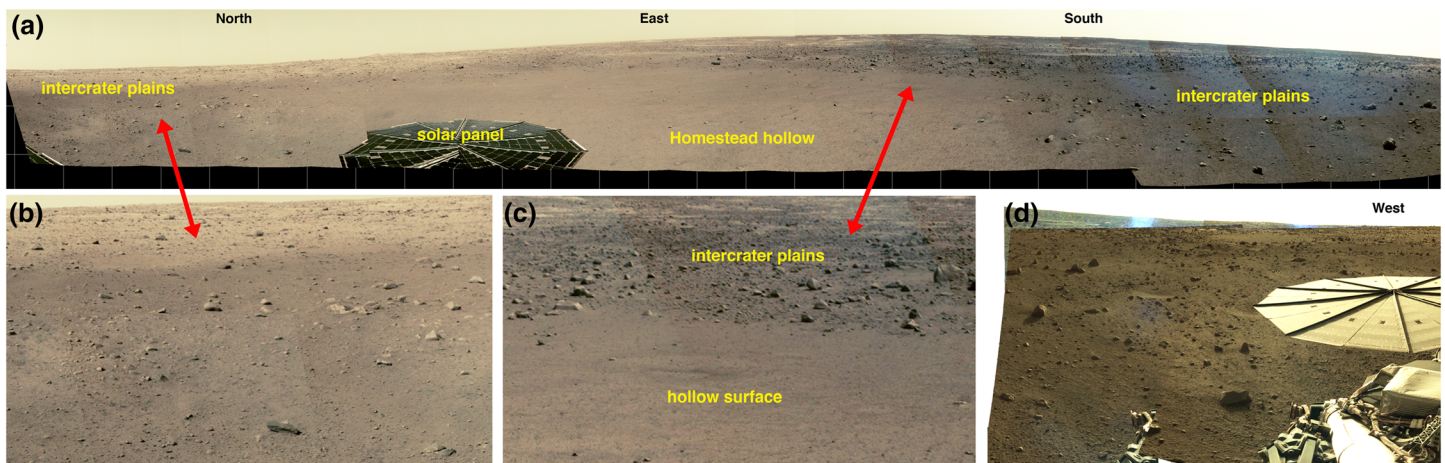 (a)
North
East
South
intercrater plains
solar panel
Homestead hollow
intercrater plains
(b)
(c)
intercrater plains
hollow surface
(d)
West